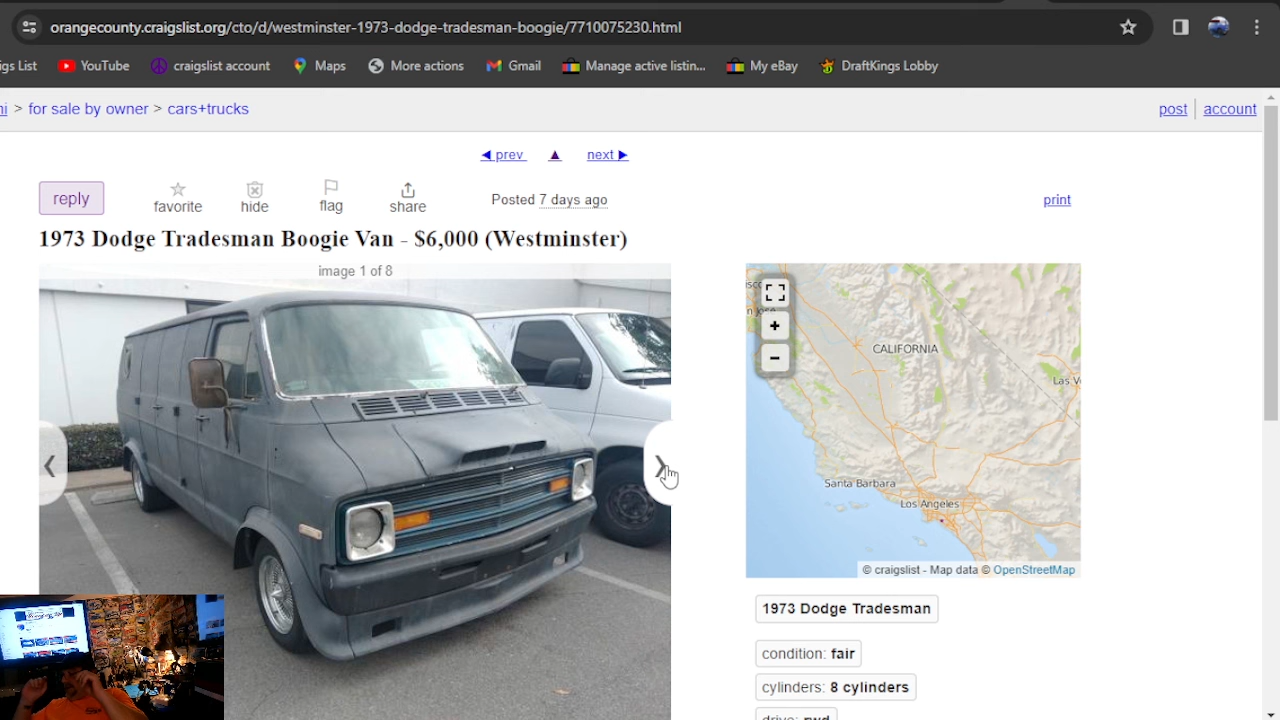 orangecounty.craigslist.org/cto/d/westminster-1973-dodge-tradesman-boogie/7710075230.html
igs List YouTube craigslist account Maps More actions Gmail Manage active listin... My eBay DraftKings Lobby
> for sale by owner > cars+trucks post account
◀ prev ▲ next ▶
reply favorite hide flag share Posted 7 days ago print
1973 Dodge Tradesman Boogie Van - $6,000 (Westminster)
image 1 of 8
+
CALIFORNIA
−
Las V
Santa Barbara
Los Angeles
© craigslist - Map data © OpenStreetMap
1973 Dodge Tradesman
condition: fair
cylinders: 8 cylinders
drive: rwd